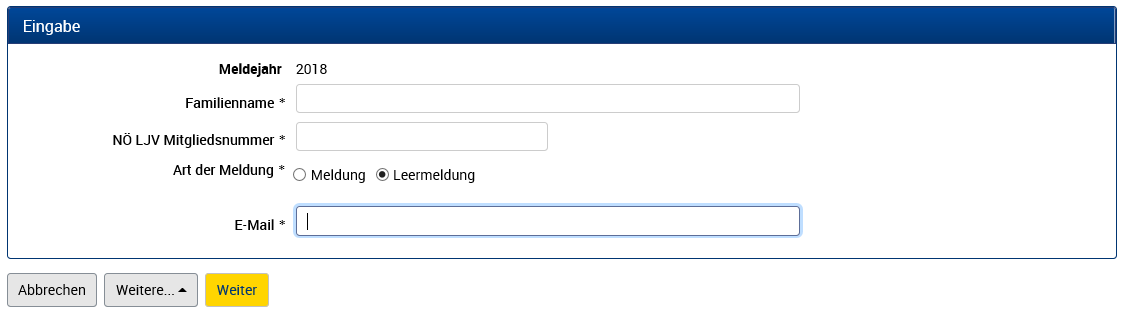 Eingabe
Meldejahr 2018
Familienname *
NÖ LJV Mitgliedsnummer *
Art der Meldung * Meldung Leermeldung
E-Mail *
Abbrechen Weitere... Weiter